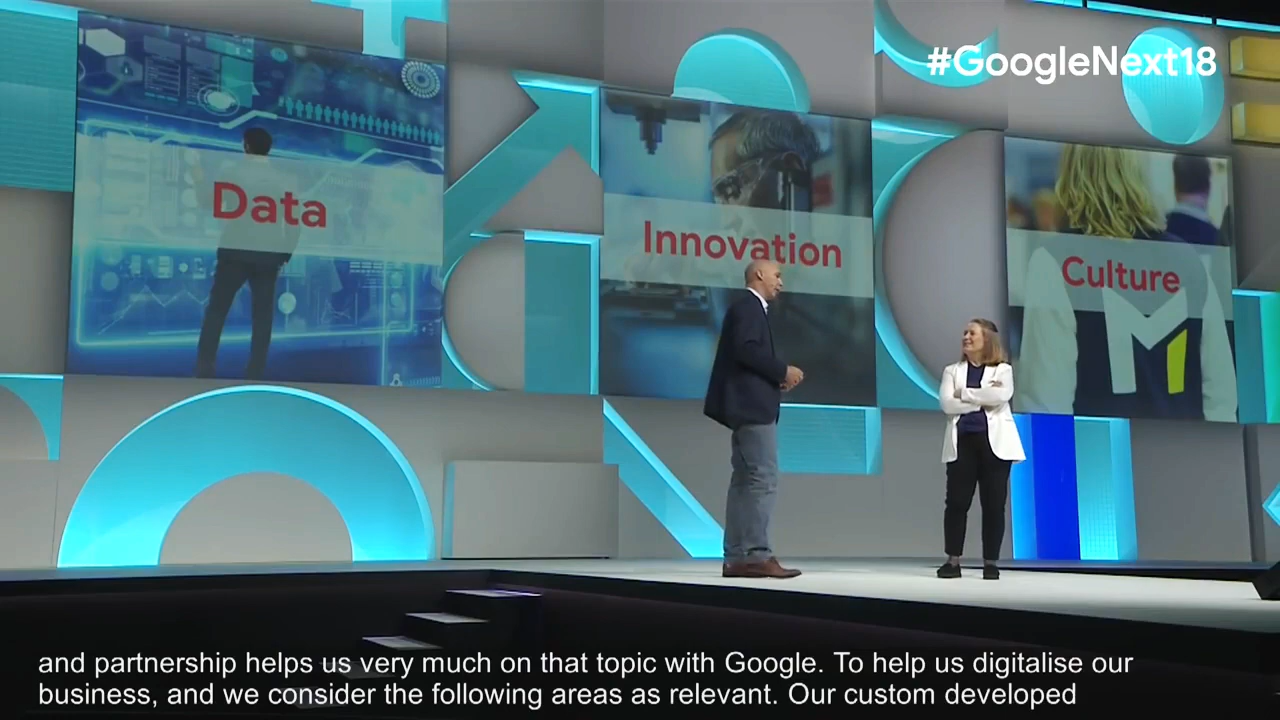 #GoogleNext18
Data
Innovation
Culture
M
and partnership helps us very much on that topic with Google. To help us digitalise our
business, and we consider the following areas as relevant. Our custom developed